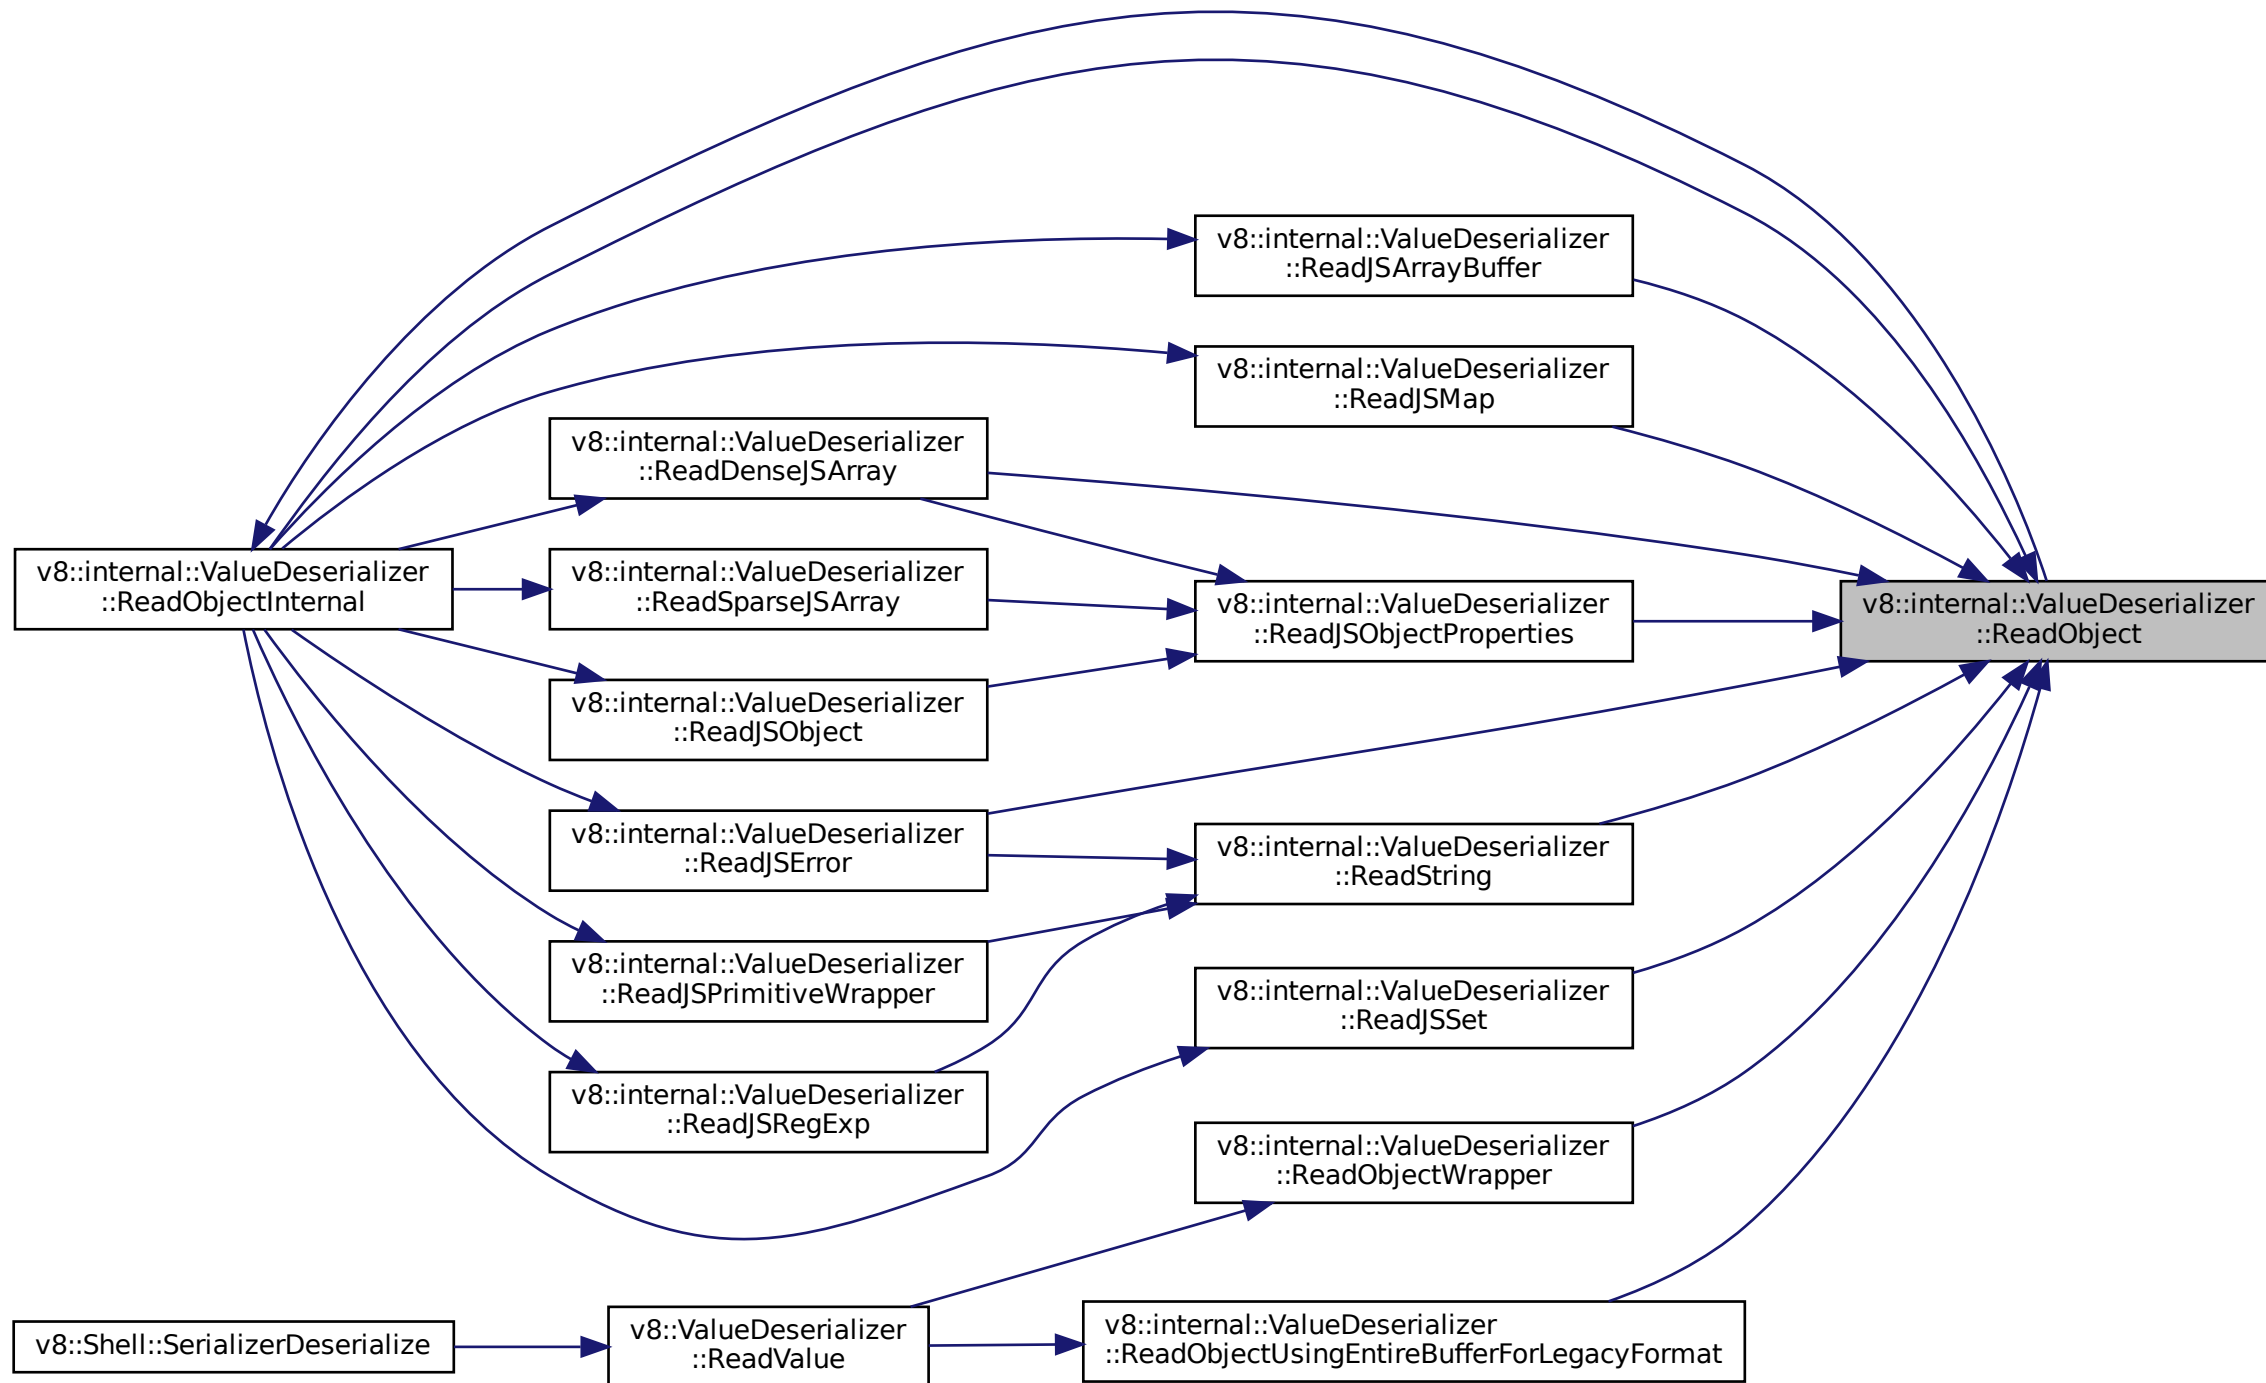 v8::internal::ValueDeserializer
::ReadJSArrayBuffer
v8::internal::ValueDeserializer
::ReadJSMap
v8::internal::ValueDeserializer
::ReadDenseJSArray
v8::internal::ValueDeserializer
::ReadObjectInternal
v8::internal::ValueDeserializer
::ReadSparseJSArray
v8::internal::ValueDeserializer
::ReadJSObjectProperties
v8::internal::ValueDeserializer
::ReadObject
v8::internal::ValueDeserializer
::ReadJSObject
v8::internal::ValueDeserializer
::ReadJSError
v8::internal::ValueDeserializer
::ReadString
v8::internal::ValueDeserializer
::ReadJSPrimitiveWrapper
v8::internal::ValueDeserializer
::ReadJSSet
v8::internal::ValueDeserializer
::ReadJSRegExp
v8::internal::ValueDeserializer
::ReadObjectWrapper
v8::Shell::SerializerDeserialize
v8::ValueDeserializer
::ReadValue
v8::internal::ValueDeserializer
::ReadObjectUsingEntireBufferForLegacyFormat